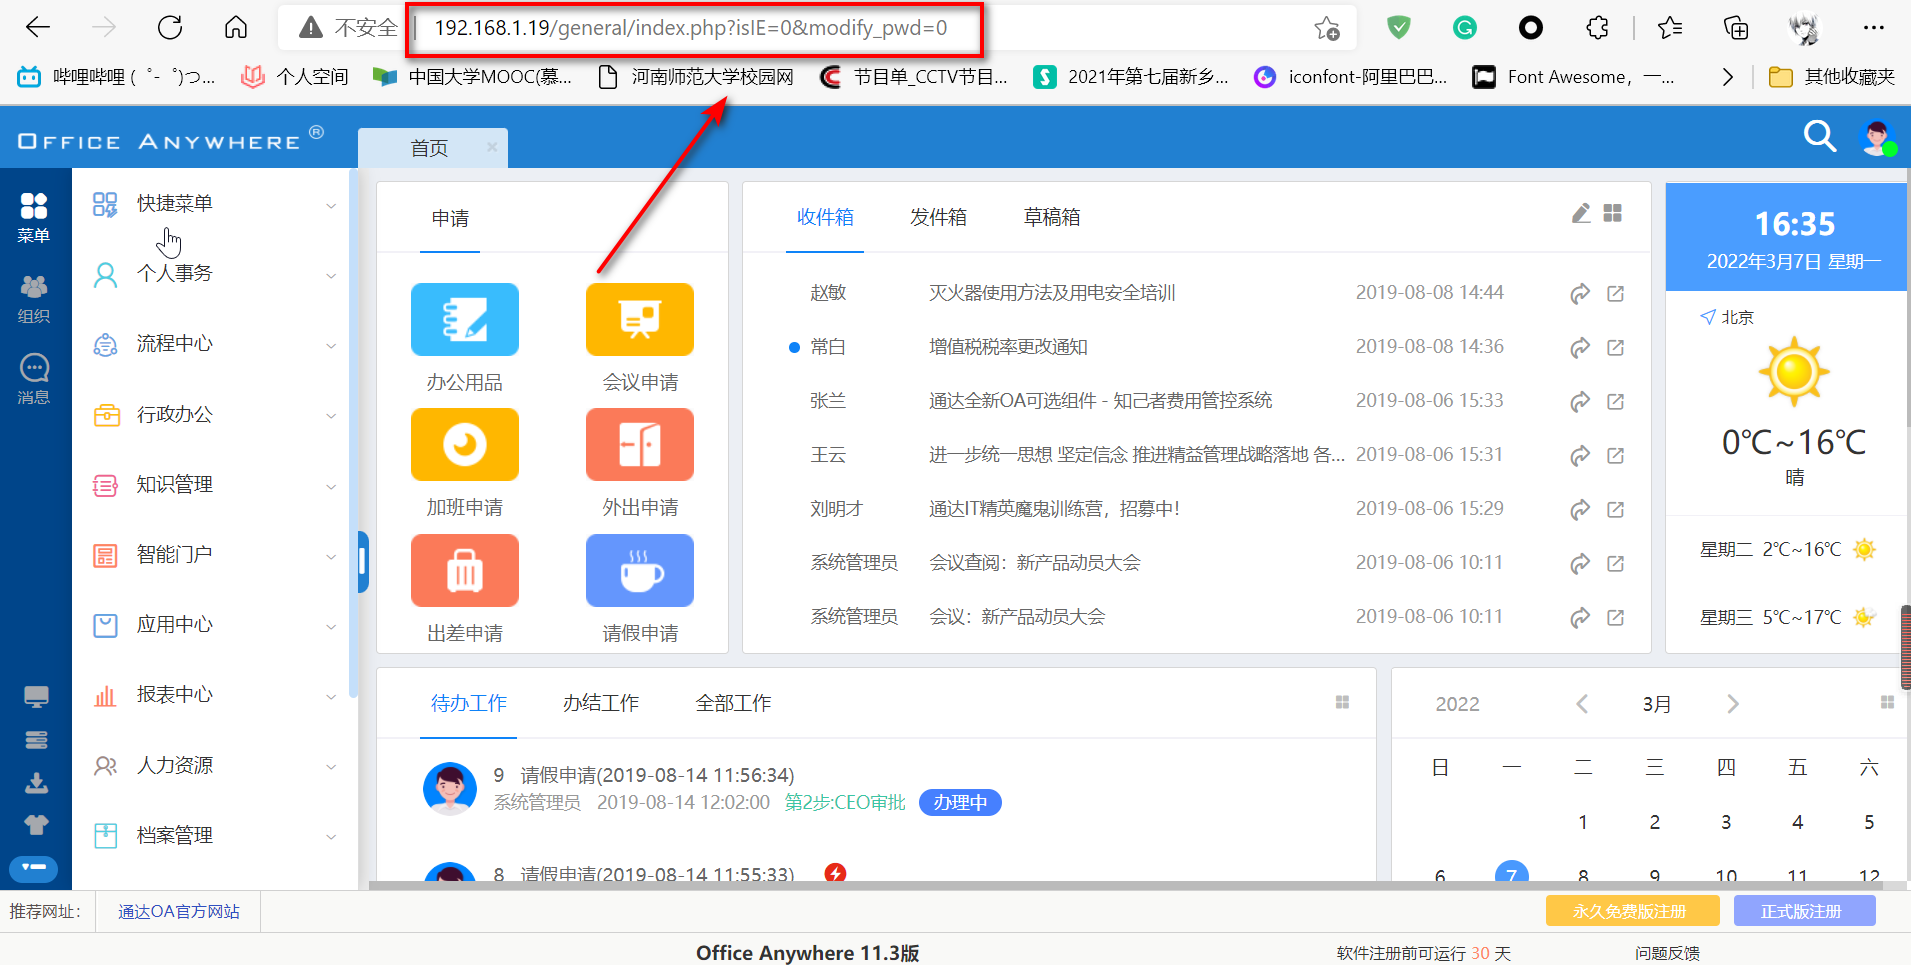 不安全 192.168.1.19/general/index.php?isIE=0&modify_pwd=0
哔哩哔哩 (゜-゜)つ... 个人空间 中国大学MOOC(慕... 河南师范大学校园网 节目单_CCTV节目... 2021年第七届新乡... iconfont-阿里巴巴... Font Awesome，一... 其他收藏夹
OFFICE ANYWHERE ® 首页
菜单
组织
消息
快捷菜单
个人事务
流程中心
行政办公
知识管理
智能门户
应用中心
报表中心
人力资源
档案管理
申请
办公用品 会议申请
加班申请 外出申请
出差申请 请假申请
收件箱 发件箱 草稿箱
赵敏 灭火器使用方法及用电安全培训 2019-08-08 14:44
常白 增值税税率更改通知 2019-08-08 14:36
张兰 通达全新OA可选组件 - 知己者费用管控系统 2019-08-06 15:33
王云 进一步统一思想 坚定信念 推进精益管理战略落地 各... 2019-08-06 15:31
刘明才 通达IT精英魔鬼训练营，招募中！ 2019-08-06 15:29
系统管理员 会议查阅：新产品动员大会 2019-08-06 10:11
系统管理员 会议：新产品动员大会 2019-08-06 10:11
16:35
2022年3月7日 星期一
北京
0℃~16℃
晴
星期二 2℃~16℃
星期三 5℃~17℃
待办工作 办结工作 全部工作
9 请假申请(2019-08-14 11:56:34)
系统管理员 2019-08-14 12:02:00 第2步:CEO审批 办理中
8 请假申请(2019-08-14 11:55:33)
2022 3月
日 一 二 三 四 五 六
1 2 3 4 5
6 7 8 9 10 11 12
推荐网址： 通达OA官方网站 永久免费版注册 正式版注册
Office Anywhere 11.3版 软件注册前可运行 30 天 问题反馈